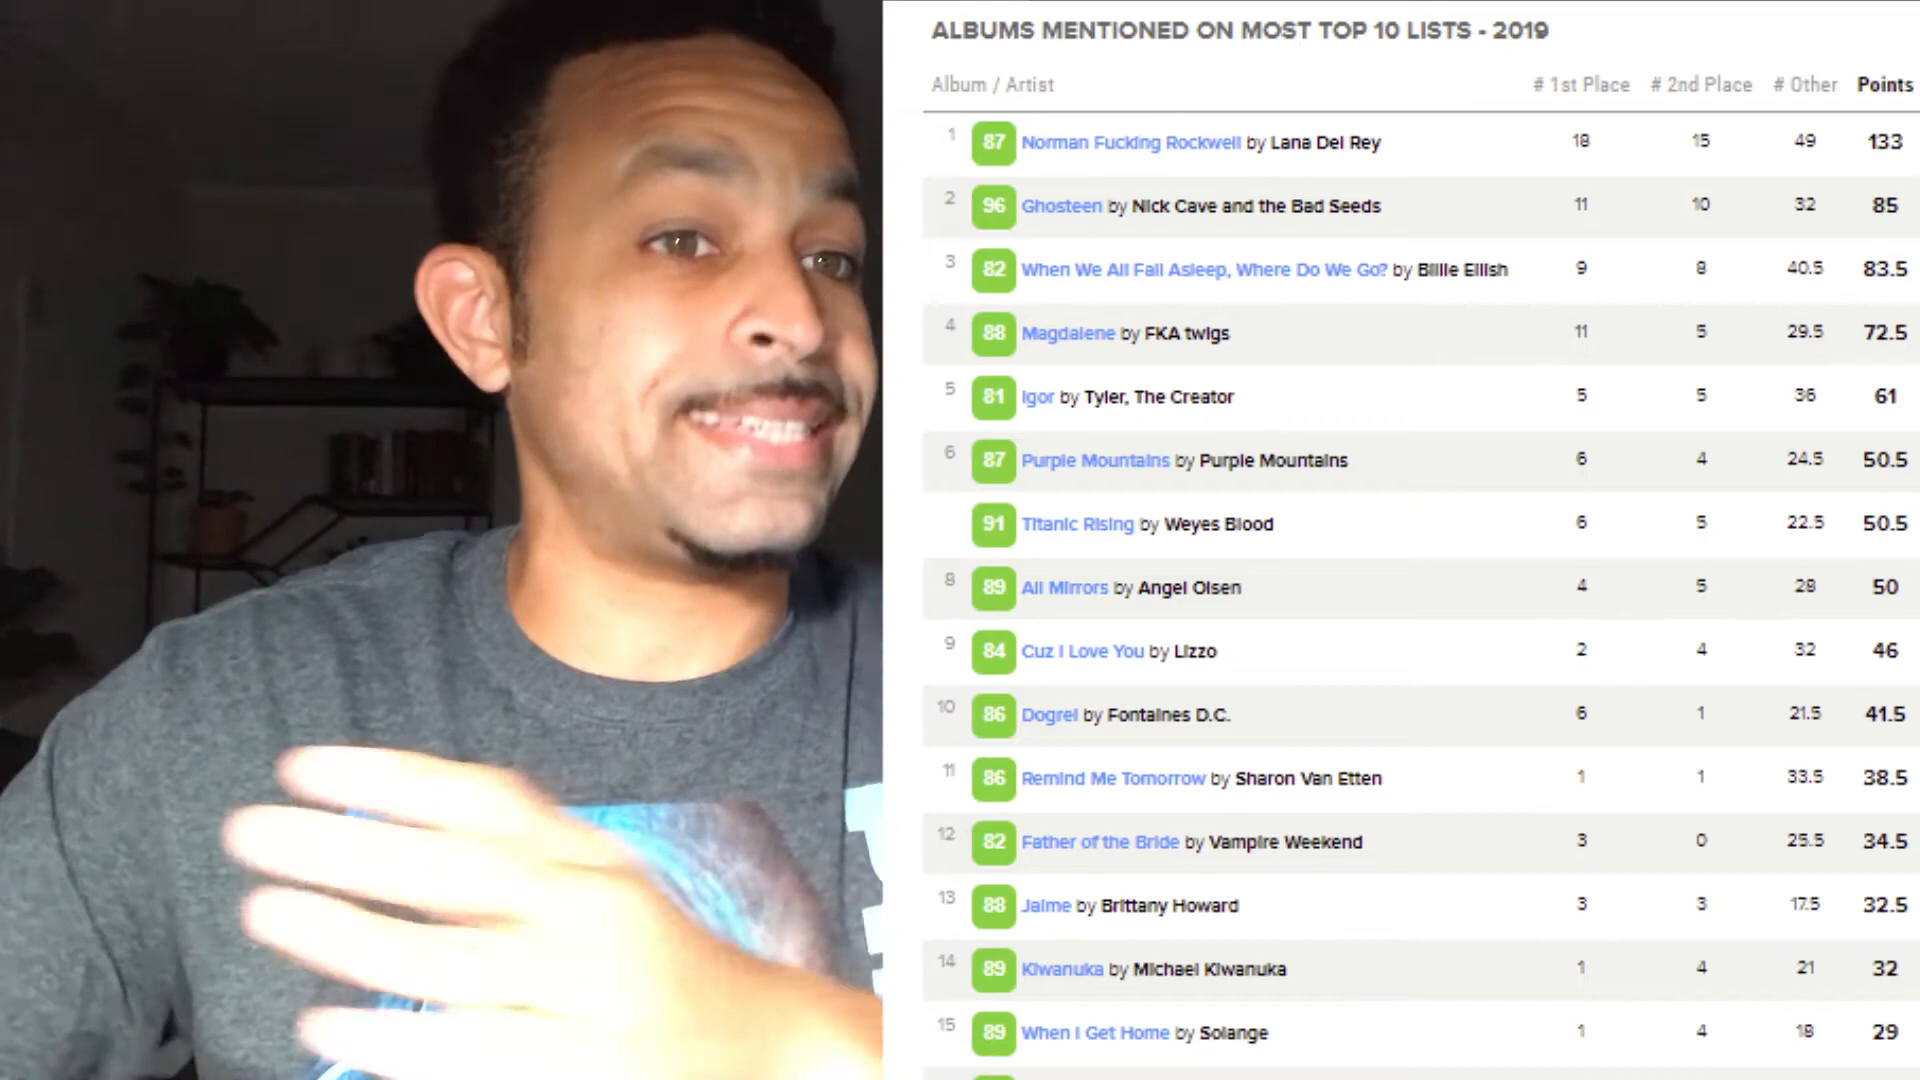 ALBUMS MENTIONED ON MOST TOP 10 LISTS - 2019
Album / Artist # 1st Place # 2nd Place # Other Points
1 87 Norman Fucking Rockwell by Lana Del Rey 18 15 49 133
2 96 Ghosteen by Nick Cave and the Bad Seeds 11 10 32 85
3 82 When We All Fall Asleep, Where Do We Go? by Billie Eilish 9 8 40.5 83.5
4 88 Magdalene by FKA twigs 11 5 29.5 72.5
5 81 Igor by Tyler, The Creator 5 5 36 61
6 87 Purple Mountains by Purple Mountains 6 4 24.5 50.5
91 Titanic Rising by Weyes Blood 6 5 22.5 50.5
8 89 All Mirrors by Angel Olsen 4 5 28 50
9 84 Cuz I Love You by Lizzo 2 4 32 46
10 86 Dogrel by Fontaines D.C. 6 1 21.5 41.5
11 86 Remind Me Tomorrow by Sharon Van Etten 1 1 33.5 38.5
12 82 Father of the Bride by Vampire Weekend 3 0 25.5 34.5
13 88 Jaime by Brittany Howard 3 3 17.5 32.5
14 89 Kiwanuka by Michael Kiwanuka 1 4 21 32
15 89 When I Get Home by Solange 1 4 18 29